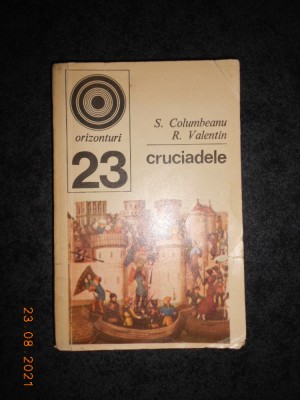 orizonturi
23
S. Columbeanu
R. Valentin
cruciadele
23 08 2021